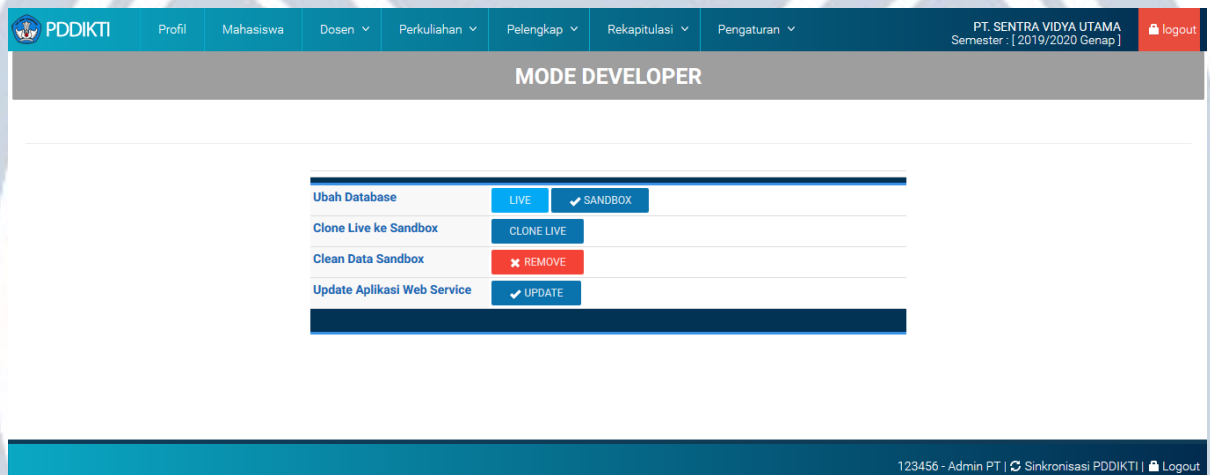 PDDIKTI Profil Mahasiswa Dosen Perkuliahan Pelengkap Rekapitulasi Pengaturan PT. SENTRA VIDYA UTAMA logout
Semester : [ 2019/2020 Genap ]
MODE DEVELOPER
Ubah Database LIVE SANDBOX
Clone Live ke Sandbox CLONE LIVE
Clean Data Sandbox REMOVE
Update Aplikasi Web Service UPDATE
123456 - Admin PT | Sinkronisasi PDDIKTI | Logout